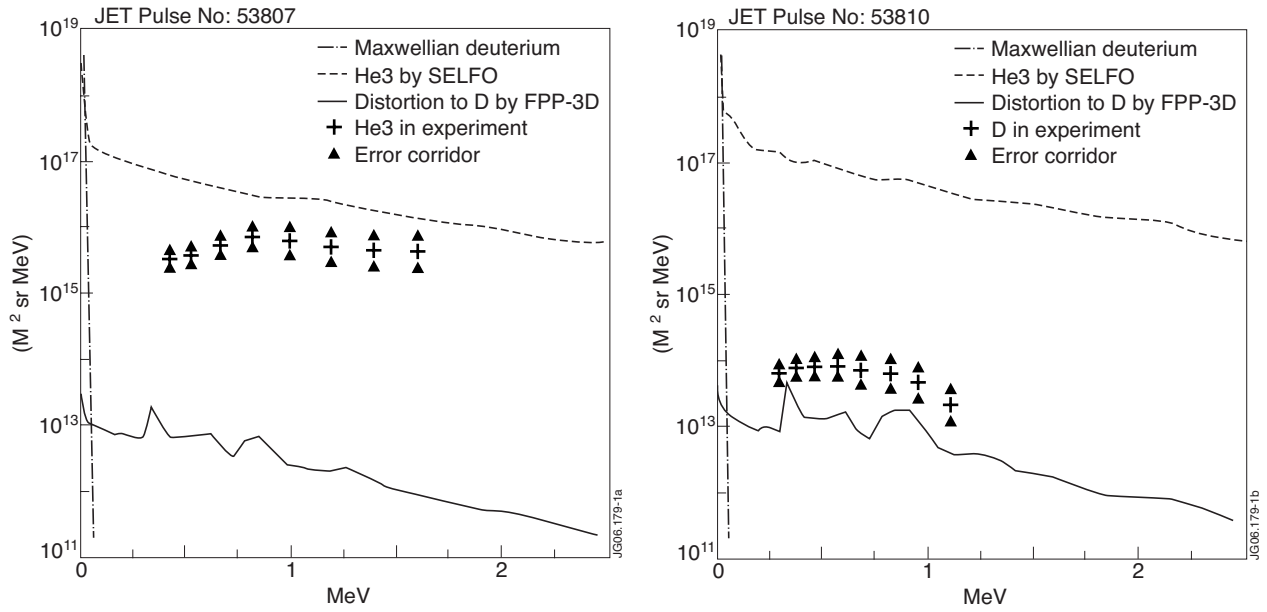 JET Pulse No: 53807
10^19
10^17
10^15
10^13
10^11
(M^2 sr MeV)
Maxwellian deuterium
He3 by SELFO
Distortion to D by FPP-3D
He3 in experiment
Error corridor
0
1
2
MeV
JG06.179-1a
JET Pulse No: 53810
10^19
10^17
10^15
10^13
10^11
(M^2 sr MeV)
Maxwellian deuterium
He3 by SELFO
Distortion to D by FPP-3D
D in experiment
Error corridor
0
1
2
MeV
JG06.179-1b